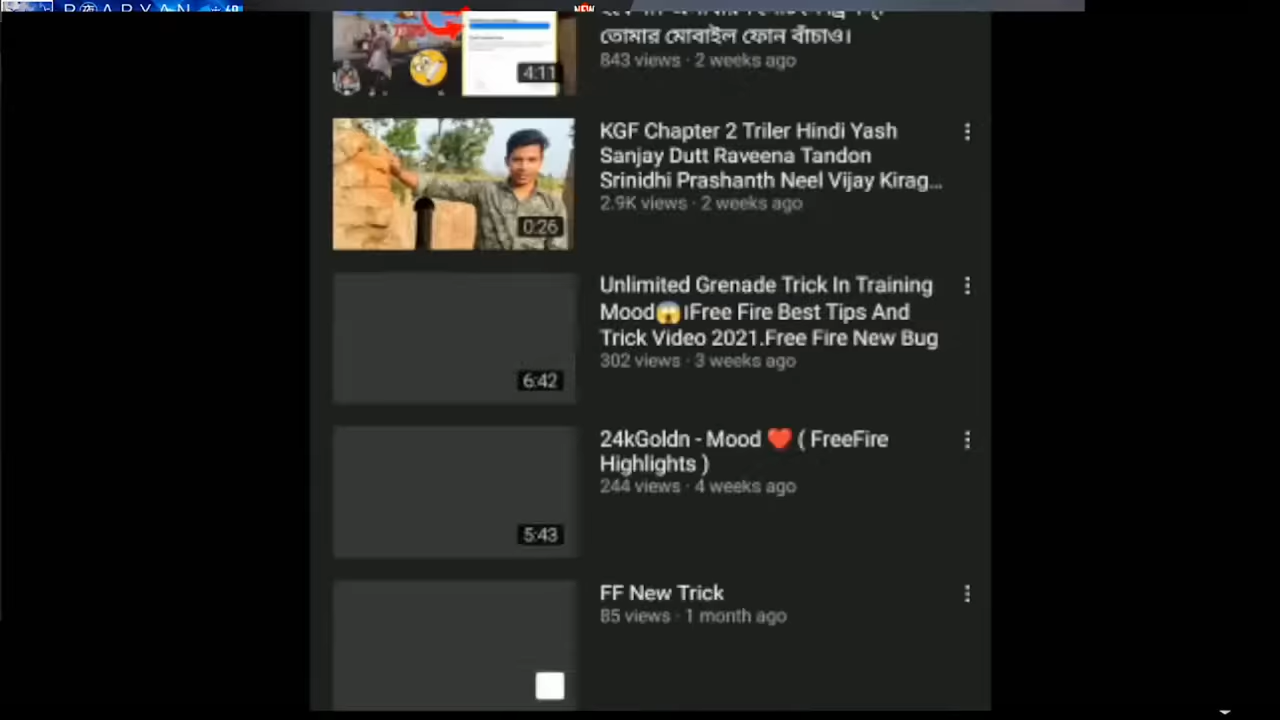 NEW
তোমার মোবাইল ফোন বাঁচাও।
843 views · 2 weeks ago
4:11
KGF Chapter 2 Triler Hindi Yash
Sanjay Dutt Raveena Tandon
Srinidhi Prashanth Neel Vijay Kirag...
2.9K views · 2 weeks ago
0:26
Unlimited Grenade Trick In Training
Mood😱।Free Fire Best Tips And
Trick Video 2021.Free Fire New Bug
302 views · 3 weeks ago
6:42
24kGoldn - Mood ❤️ ( FreeFire
Highlights )
244 views · 4 weeks ago
5:43
FF New Trick
85 views · 1 month ago